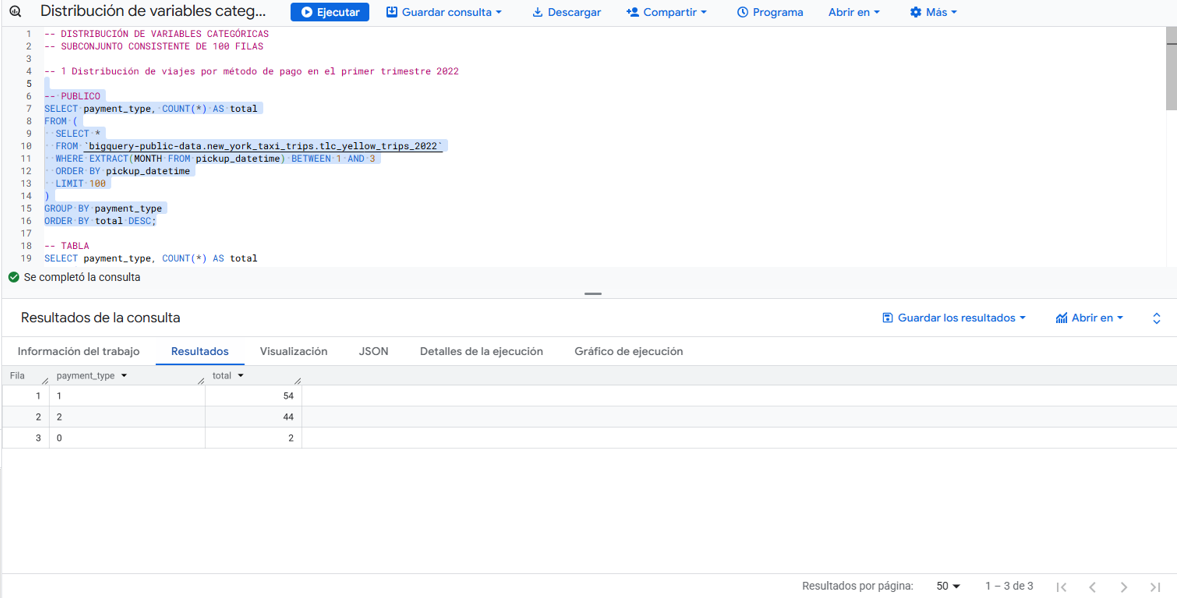 Distribución de variables categ...
Ejecutar
Guardar consulta
Descargar
Compartir
Programa
Abrir en
Más
1 -- DISTRIBUCIÓN DE VARIABLES CATEGÓRICAS
2 -- SUBCONJUNTO CONSISTENTE DE 100 FILAS
3
4 -- 1 Distribución de viajes por método de pago en el primer trimestre 2022
5
6 -- PUBLICO
7 SELECT payment_type, COUNT(*) AS total
8 FROM (
9 SELECT *
10 FROM `bigquery-public-data.new_york_taxi_trips.tlc_yellow_trips_2022`
11 WHERE EXTRACT(MONTH FROM pickup_datetime) BETWEEN 1 AND 3
12 ORDER BY pickup_datetime
13 LIMIT 100
14 )
15 GROUP BY payment_type
16 ORDER BY total DESC;
17
18 -- TABLA
19 SELECT payment_type, COUNT(*) AS total
Se completó la consulta
Resultados de la consulta
Guardar los resultados
Abrir en
Información del trabajo
Resultados
Visualización
JSON
Detalles de la ejecución
Gráfico de ejecución
Fila payment_type total
1 1 54
2 2 44
3 0 2
Resultados por página: 50 1 – 3 de 3